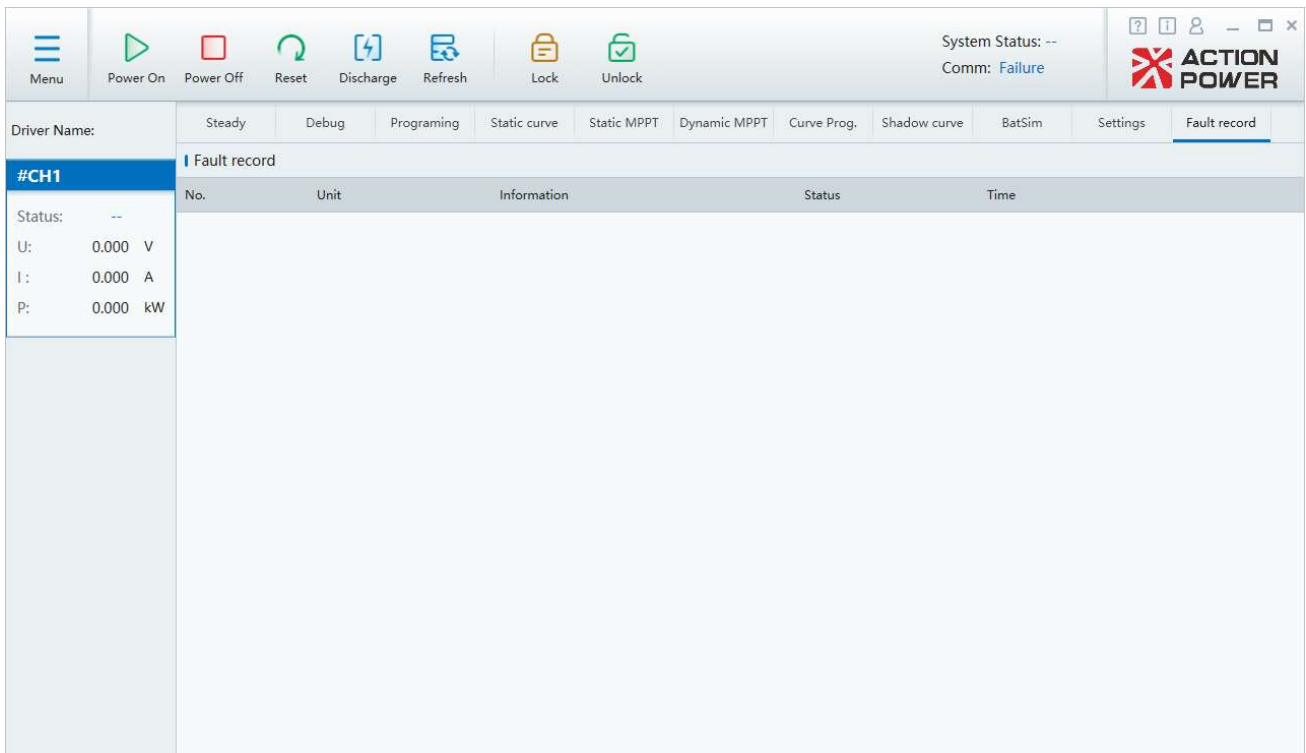 Menu
Power On
Power Off
Reset
Discharge
Refresh
Lock
Unlock
System Status: --
Comm: Failure
ACTION
POWER
Driver Name:
Steady
Debug
Programing
Static curve
Static MPPT
Dynamic MPPT
Curve Prog.
Shadow curve
BatSim
Settings
Fault record
#CH1
Status: --
U: 0.000 V
I: 0.000 A
P: 0.000 kW
Fault record
No. Unit Information Status Time